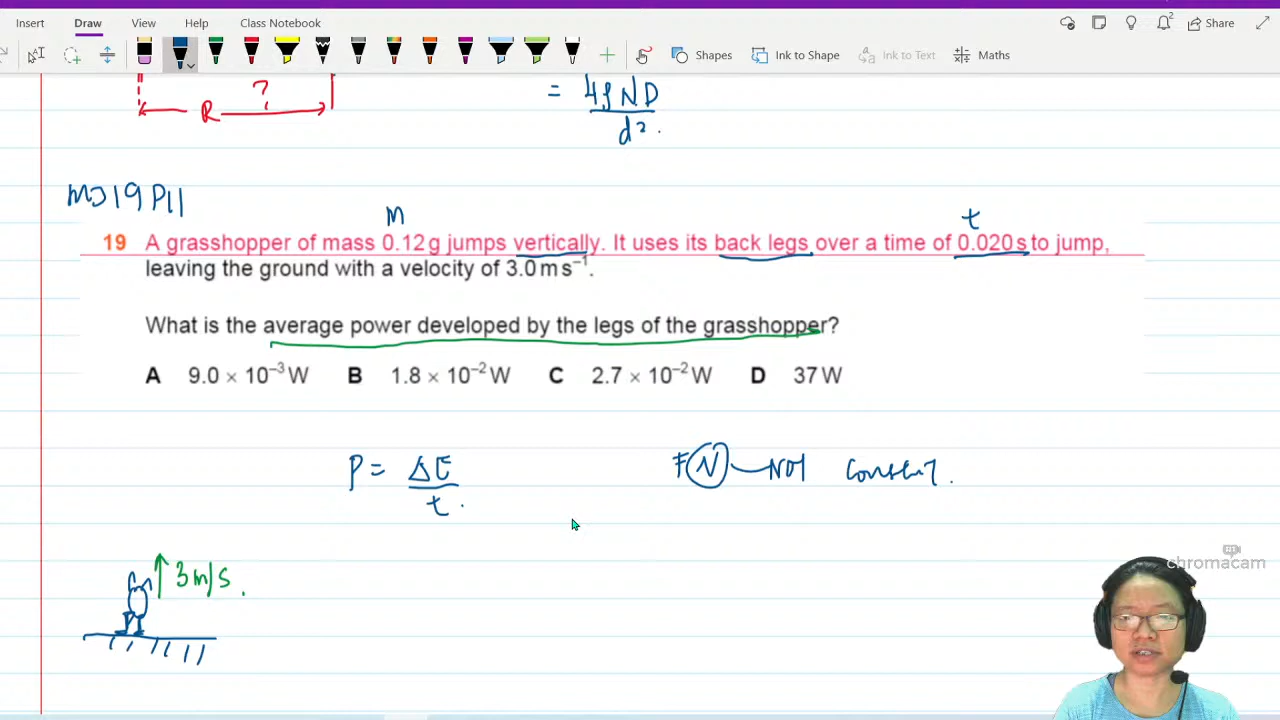 Insert Draw View Help Class Notebook 2 Share
Shapes Ink to Shape Ink to Text Maths
R ?
= 4ρND
d²
MJ19 P11
m t
19 A grasshopper of mass 0.12 g jumps vertically. It uses its back legs over a time of 0.020 s to jump,
leaving the ground with a velocity of 3.0 m s⁻¹.
What is the average power developed by the legs of the grasshopper?
A 9.0 × 10⁻³ W B 1.8 × 10⁻² W C 2.7 × 10⁻² W D 37 W
P = ΔE
t
F N Not
3 m/s.
chromacam